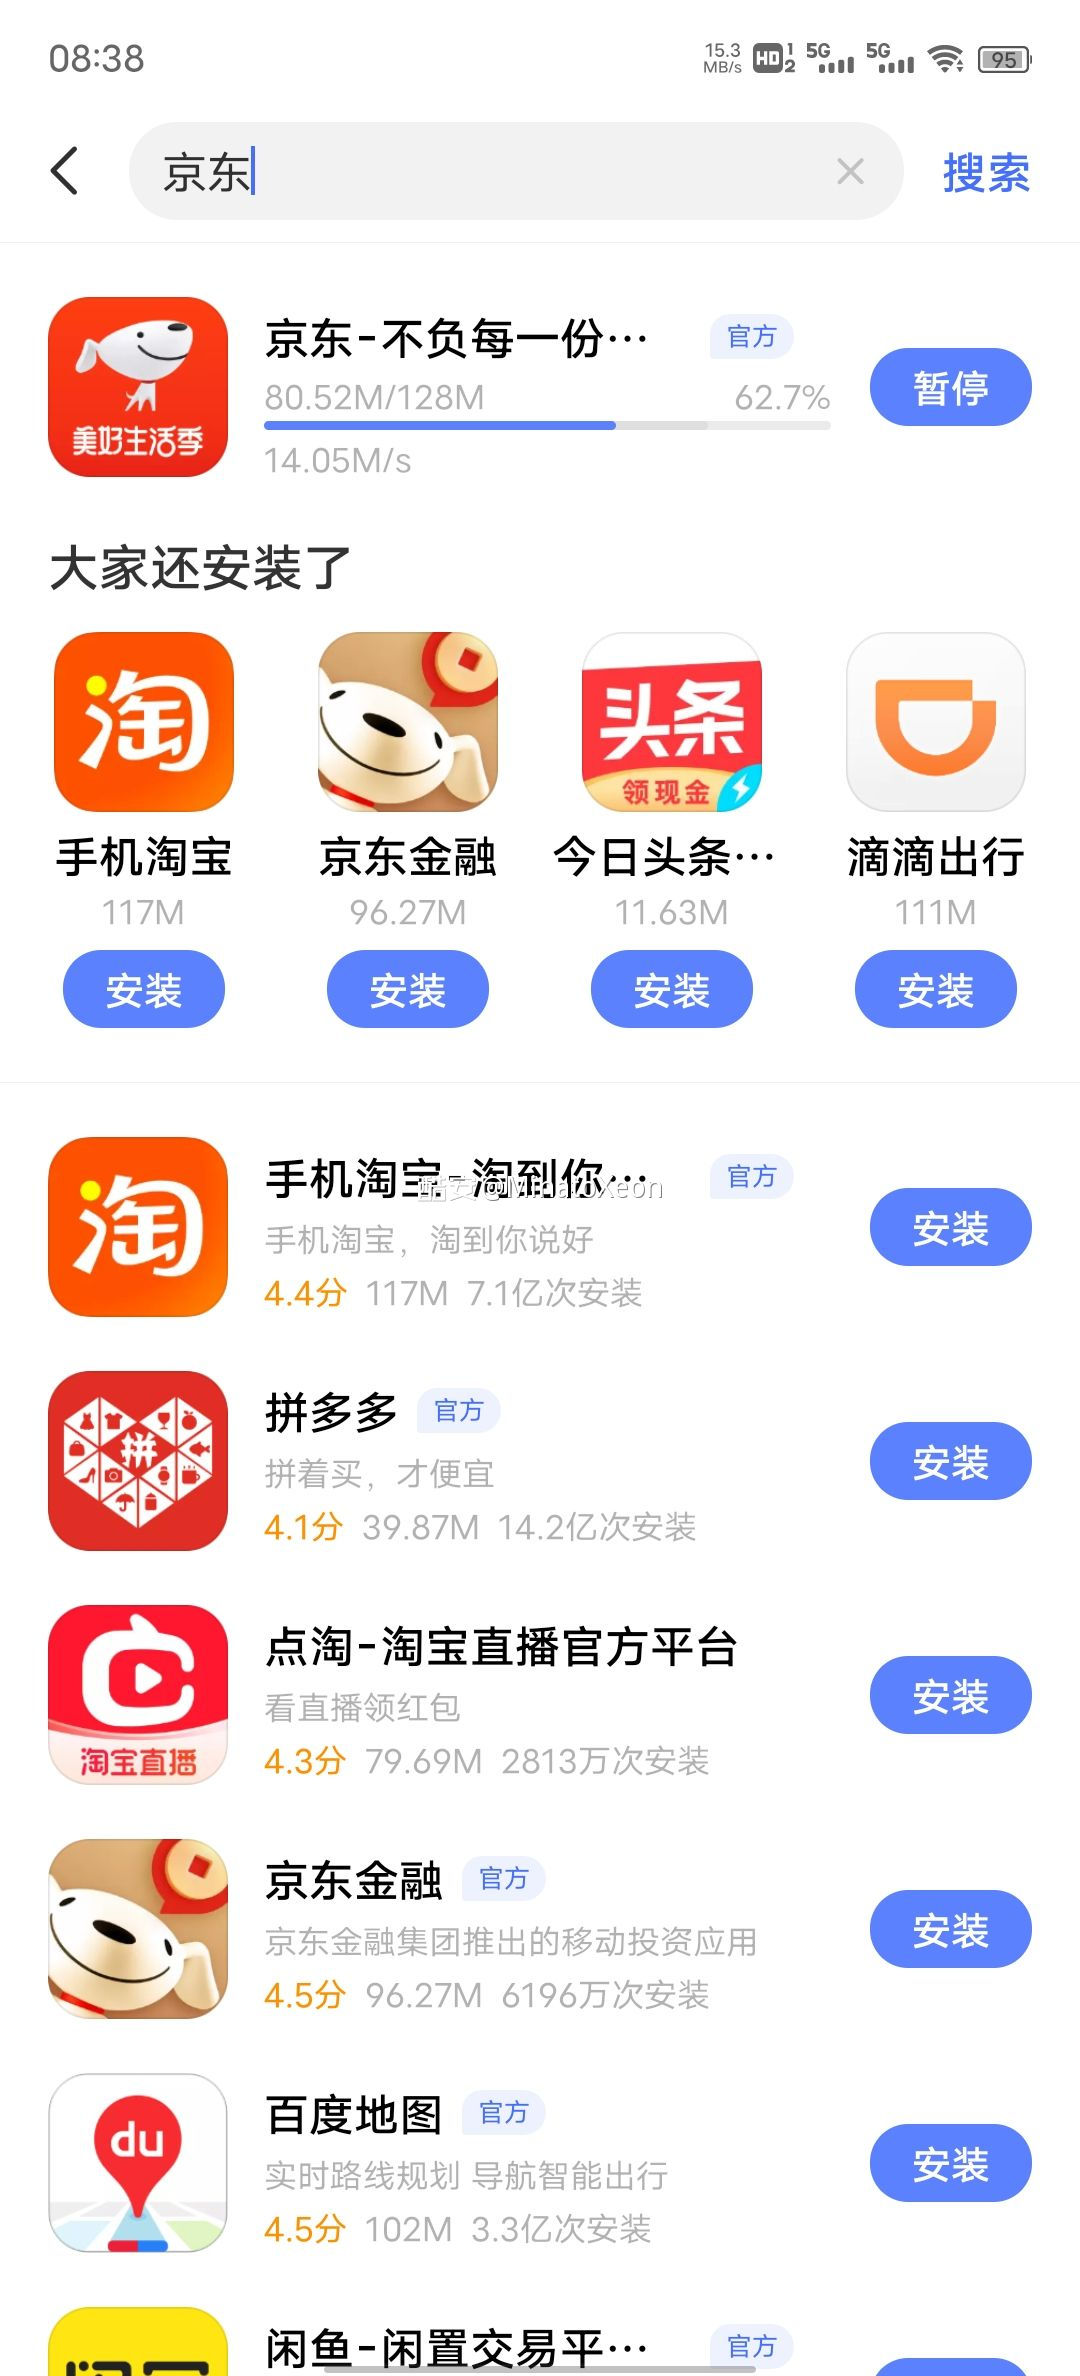 08:38
15.3 MB/s HD 1 2 5G 5G 95
京东
搜索
京东-不负每一份…
官方
80.52M/128M
62.7%
14.05M/s
暂停
美好生活季
大家还安装了
淘
头条
领现金
手机淘宝
京东金融
今日头条…
滴滴出行
117M
96.27M
11.63M
111M
安装
安装
安装
安装
淘
手机淘宝-淘到你…
官方
酷安@MinatoXeon
手机淘宝，淘到你说好
4.4分 117M 7.1亿次安装
安装
拼
拼多多
官方
拼着买，才便宜
4.1分 39.87M 14.2亿次安装
安装
淘宝直播
点淘-淘宝直播官方平台
看直播领红包
4.3分 79.69M 2813万次安装
安装
京东金融
官方
京东金融集团推出的移动投资应用
4.5分 96.27M 6196万次安装
安装
du
百度地图
官方
实时路线规划 导航智能出行
4.5分 102M 3.3亿次安装
安装
闲鱼-闲置交易平…
官方